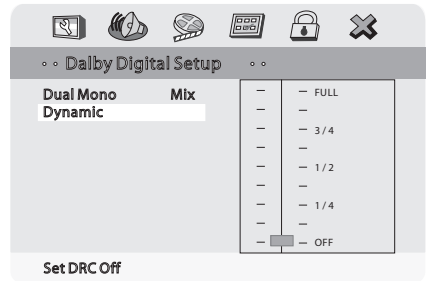 Dalby Digital Setup
Dual Mono Mix
Dynamic
FULL
3/4
1/2
1/4
OFF
Set DRC Off